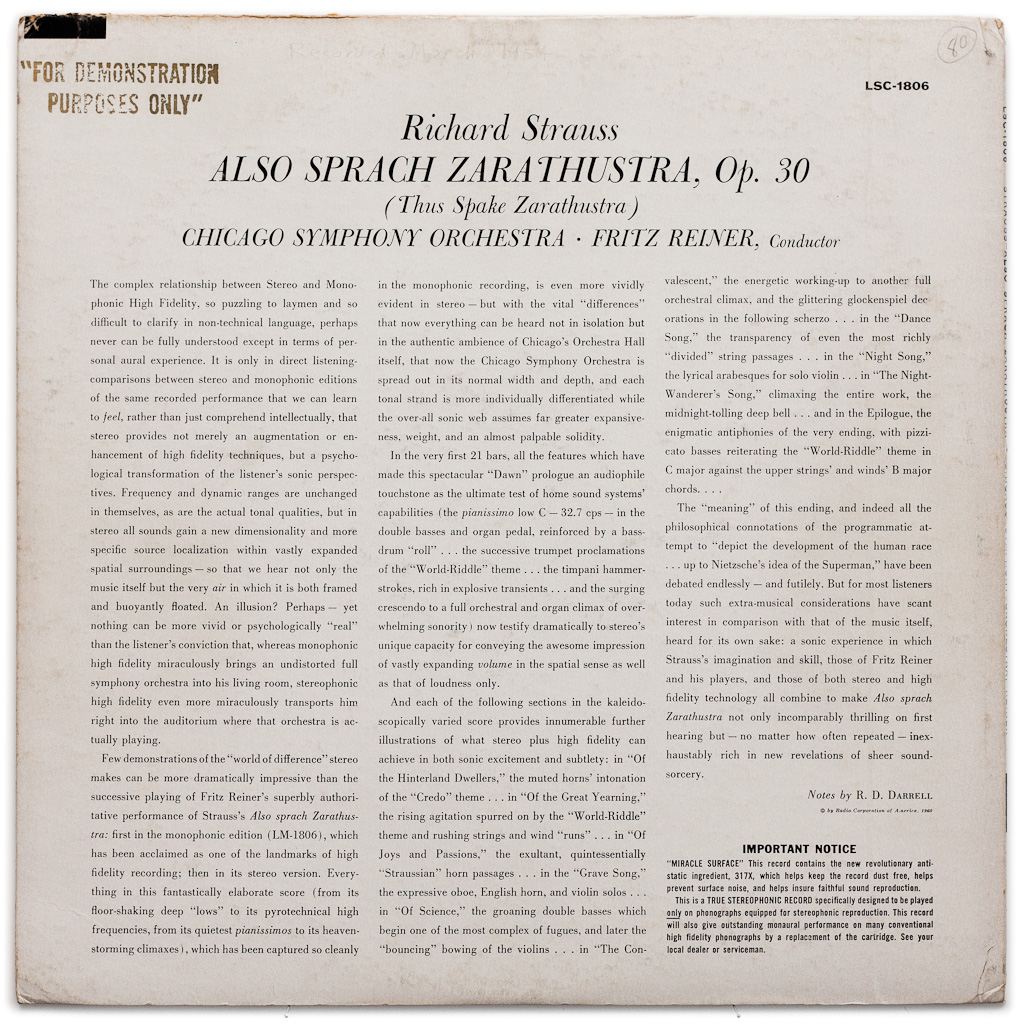 "FOR DEMONSTRATION
PURPOSES ONLY"
80
LSC-1806
Richard Strauss
ALSO SPRACH ZARATHUSTRA, Op. 30
(Thus Spake Zarathustra)
CHICAGO SYMPHONY ORCHESTRA · FRITZ REINER, Conductor
The complex relationship between Stereo and Mono-
phonic High Fidelity, so puzzling to laymen and so
difficult to clarify in non-technical language, perhaps
never can be fully understood except in terms of per-
sonal aural experience. It is only in direct listening-
comparisons between stereo and monophonic editions
of the same recorded performance that we can learn
to feel, rather than just comprehend intellectually, that
stereo provides not merely an augmentation or en-
hancement of high fidelity techniques, but a psycho-
logical transformation of the listener's sonic perspec-
tives. Frequency and dynamic ranges are unchanged
in themselves, as are the actual tonal qualities, but in
stereo all sounds gain a new dimensionality and more
specific source localization within vastly expanded
spatial surroundings — so that we hear not only the
music itself but the very air in which it is both framed
and buoyantly floated. An illusion? Perhaps — yet
nothing can be more vivid or psychologically "real"
than the listener's conviction that, whereas monophonic
high fidelity miraculously brings an undistorted full
symphony orchestra into his living room, stereophonic
high fidelity even more miraculously transports him
right into the auditorium where that orchestra is ac-
tually playing.
Few demonstrations of the "world of difference" stereo
makes can be more dramatically impressive than the
successive playing of Fritz Reiner's superbly authori-
tative performance of Strauss's Also sprach Zarathus-
tra: first in the monophonic edition (LM-1806), which
has been acclaimed as one of the landmarks of high
fidelity recording; then in its stereo version. Every-
thing in this fantastically elaborate score (from its
floor-shaking deep "lows" to its pyrotechnical high
frequencies, from its quietest pianissimos to its heaven-
storming climaxes), which has been captured so cleanly
in the monophonic recording, is even more vividly
evident in stereo — but with the vital "differences"
that now everything can be heard not in isolation but
in the authentic ambience of Chicago's Orchestra Hall
itself, that now the Chicago Symphony Orchestra is
spread out in its normal width and depth, and each
tonal strand is more individually differentiated while
the over-all sonic web assumes far greater expansive-
ness, weight, and an almost palpable solidity.
In the very first 21 bars, all the features which have
made this spectacular "Dawn" prologue an audiophile
touchstone as the ultimate test of home sound systems'
capabilities (the pianissimo low C — 32.7 cps — in the
double basses and organ pedal, reinforced by a bass-
drum "roll" . . . the successive trumpet proclamations
of the "World-Riddle" theme . . . the timpani hammer-
strokes, rich in explosive transients . . . and the surging
crescendo to a full orchestral and organ climax of over-
whelming sonority) now testify dramatically to stereo's
unique capacity for conveying the awesome impression
of vastly expanding volume in the spatial sense as well
as that of loudness only.
And each of the following sections in the kaleido-
scopically varied score provides innumerable further
illustrations of what stereo plus high fidelity can
achieve in both sonic excitement and subtlety: in "Of
the Hinterland Dwellers," the muted horns' intonation
of the "Credo" theme . . . in "Of the Great Yearning,"
the rising agitation spurred on by the "World-Riddle"
theme and rushing strings and wind "runs" . . . in "Of
Joys and Passions," the exultant, quintessentially
"Straussian" horn passages . . . in the "Grave Song,"
the expressive oboe, English horn, and violin solos . . .
in "Of Science," the groaning double basses which
begin one of the most complex of fugues, and later the
"bouncing" bowing of the violins . . . in "The Con-
valescent," the energetic working-up to another full
orchestral climax, and the glittering glockenspiel dec-
orations in the following scherzo . . . in the "Dance
Song," the transparency of even the most richly
"divided" string passages . . . in the "Night Song,"
the lyrical arabesques for solo violin . . . in "The Night-
Wanderer's Song," climaxing the entire work, the
midnight-tolling deep bell . . . and in the Epilogue, the
enigmatic antiphonies of the very ending, with pizzi-
cato basses reiterating the "World-Riddle" theme in
C major against the upper strings' and winds' B major
chords. . . .
The "meaning" of this ending, and indeed all the
philosophical connotations of the programmatic at-
tempt to "depict the development of the human race
. . . up to Nietzsche's idea of the Superman," have been
debated endlessly — and futilely. But for most listeners
today such extra-musical considerations have scant
interest in comparison with that of the music itself,
heard for its own sake: a sonic experience in which
Strauss's imagination and skill, those of Fritz Reiner
and his players, and those of both stereo and high
fidelity technology all combine to make Also sprach
Zarathustra not only incomparably thrilling on first
hearing but — no matter how often repeated — inex-
haustably rich in new revelations of sheer sound-
sorcery.
Notes by R. D. DARRELL
© by Radio Corporation of America, 1960
IMPORTANT NOTICE
"MIRACLE SURFACE" This record contains the new revolutionary anti-
static ingredient, 317X, which helps keep the record dust free, helps
prevent surface noise, and helps insure faithful sound reproduction.
This is a TRUE STEREOPHONIC RECORD specifically designed to be played
only on phonographs equipped for stereophonic reproduction. This record
will also give outstanding monaural performance on many conventional
high fidelity phonographs by a replacement of the cartridge. See your
local dealer or serviceman.